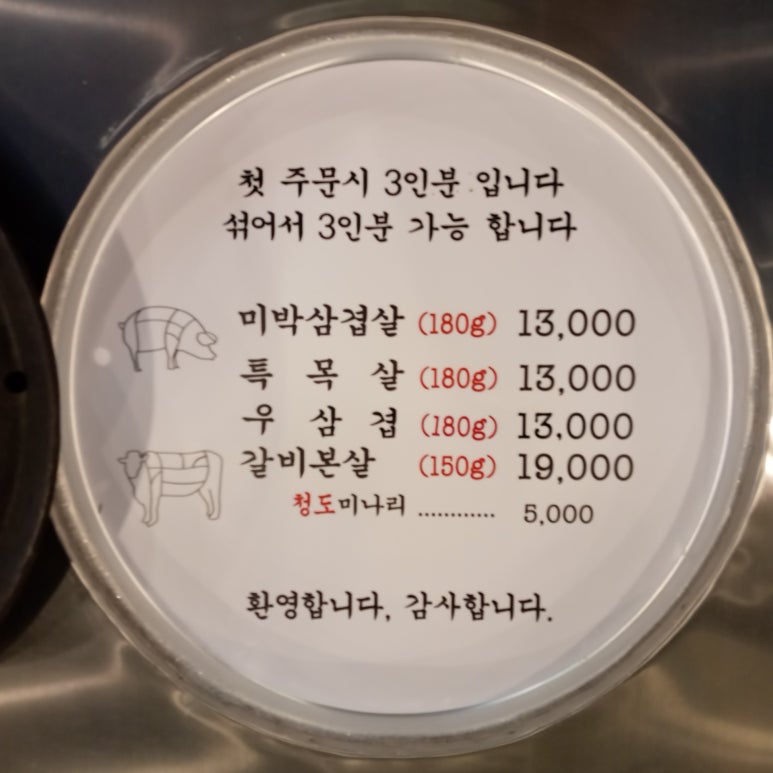 첫 주문시 3인분 입니다
섞어서 3인분 가능 합니다
미박삼겹살 (180g) 13,000
특 목 살 (180g) 13,000
우 삼 겹 (180g) 13,000
갈비본살 (150g) 19,000
청도미나리 ............ 5,000
환영합니다, 감사합니다.